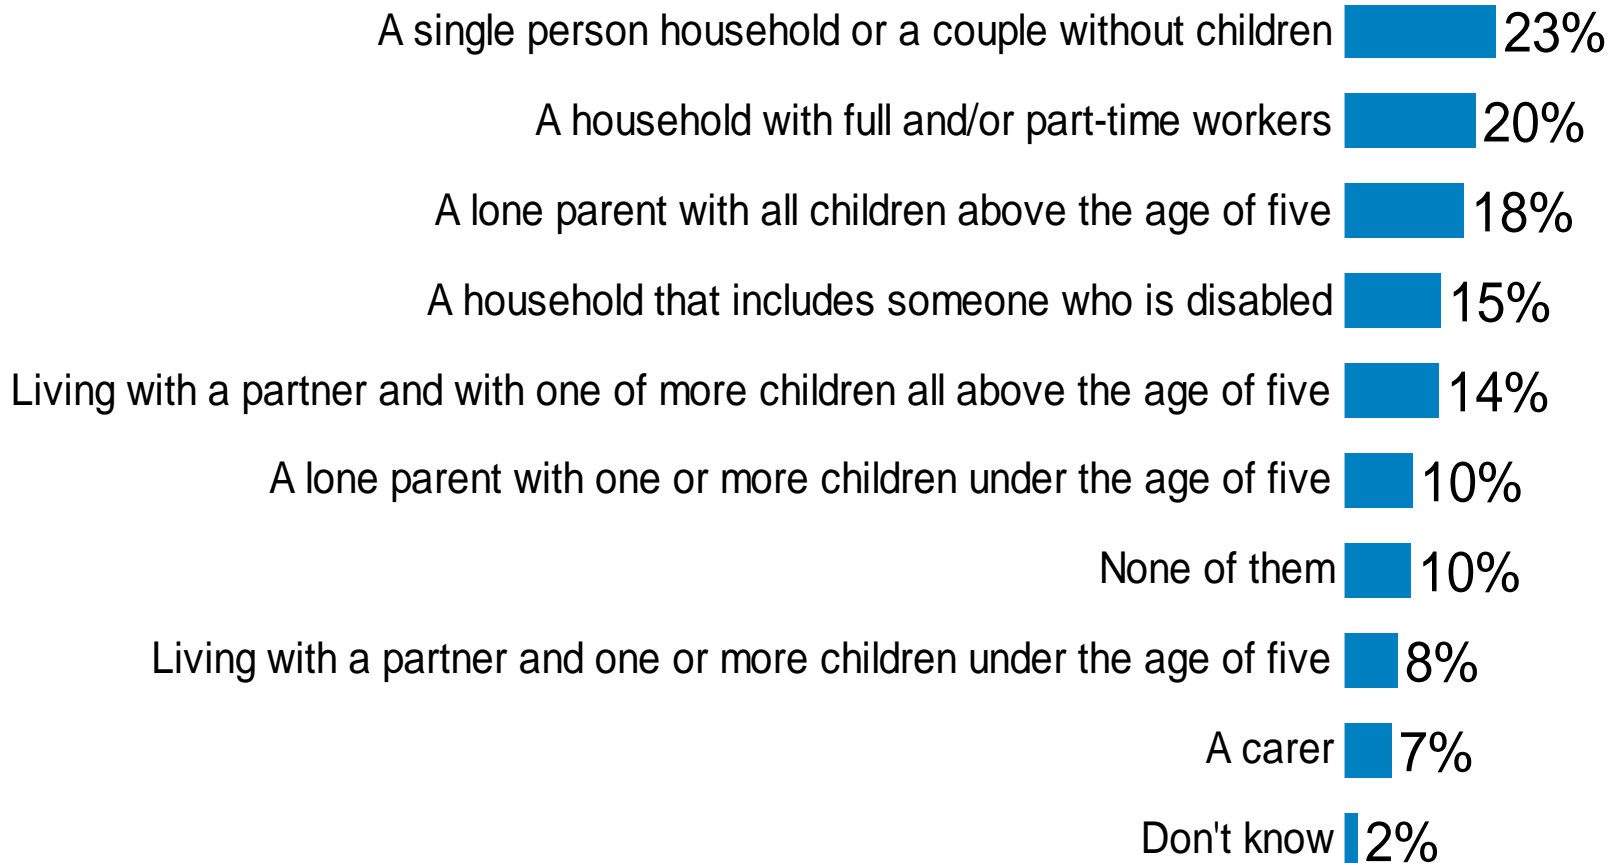 A single person household or a couple without children 23%
A household with full and/or part-time workers 20%
A lone parent with all children above the age of five 18%
A household that includes someone who is disabled 15%
Living with a partner and with one of more children all above the age of five 14%
A lone parent with one or more children under the age of five 10%
None of them 10%
Living with a partner and one or more children under the age of five 8%
A carer 7%
Don't know 2%